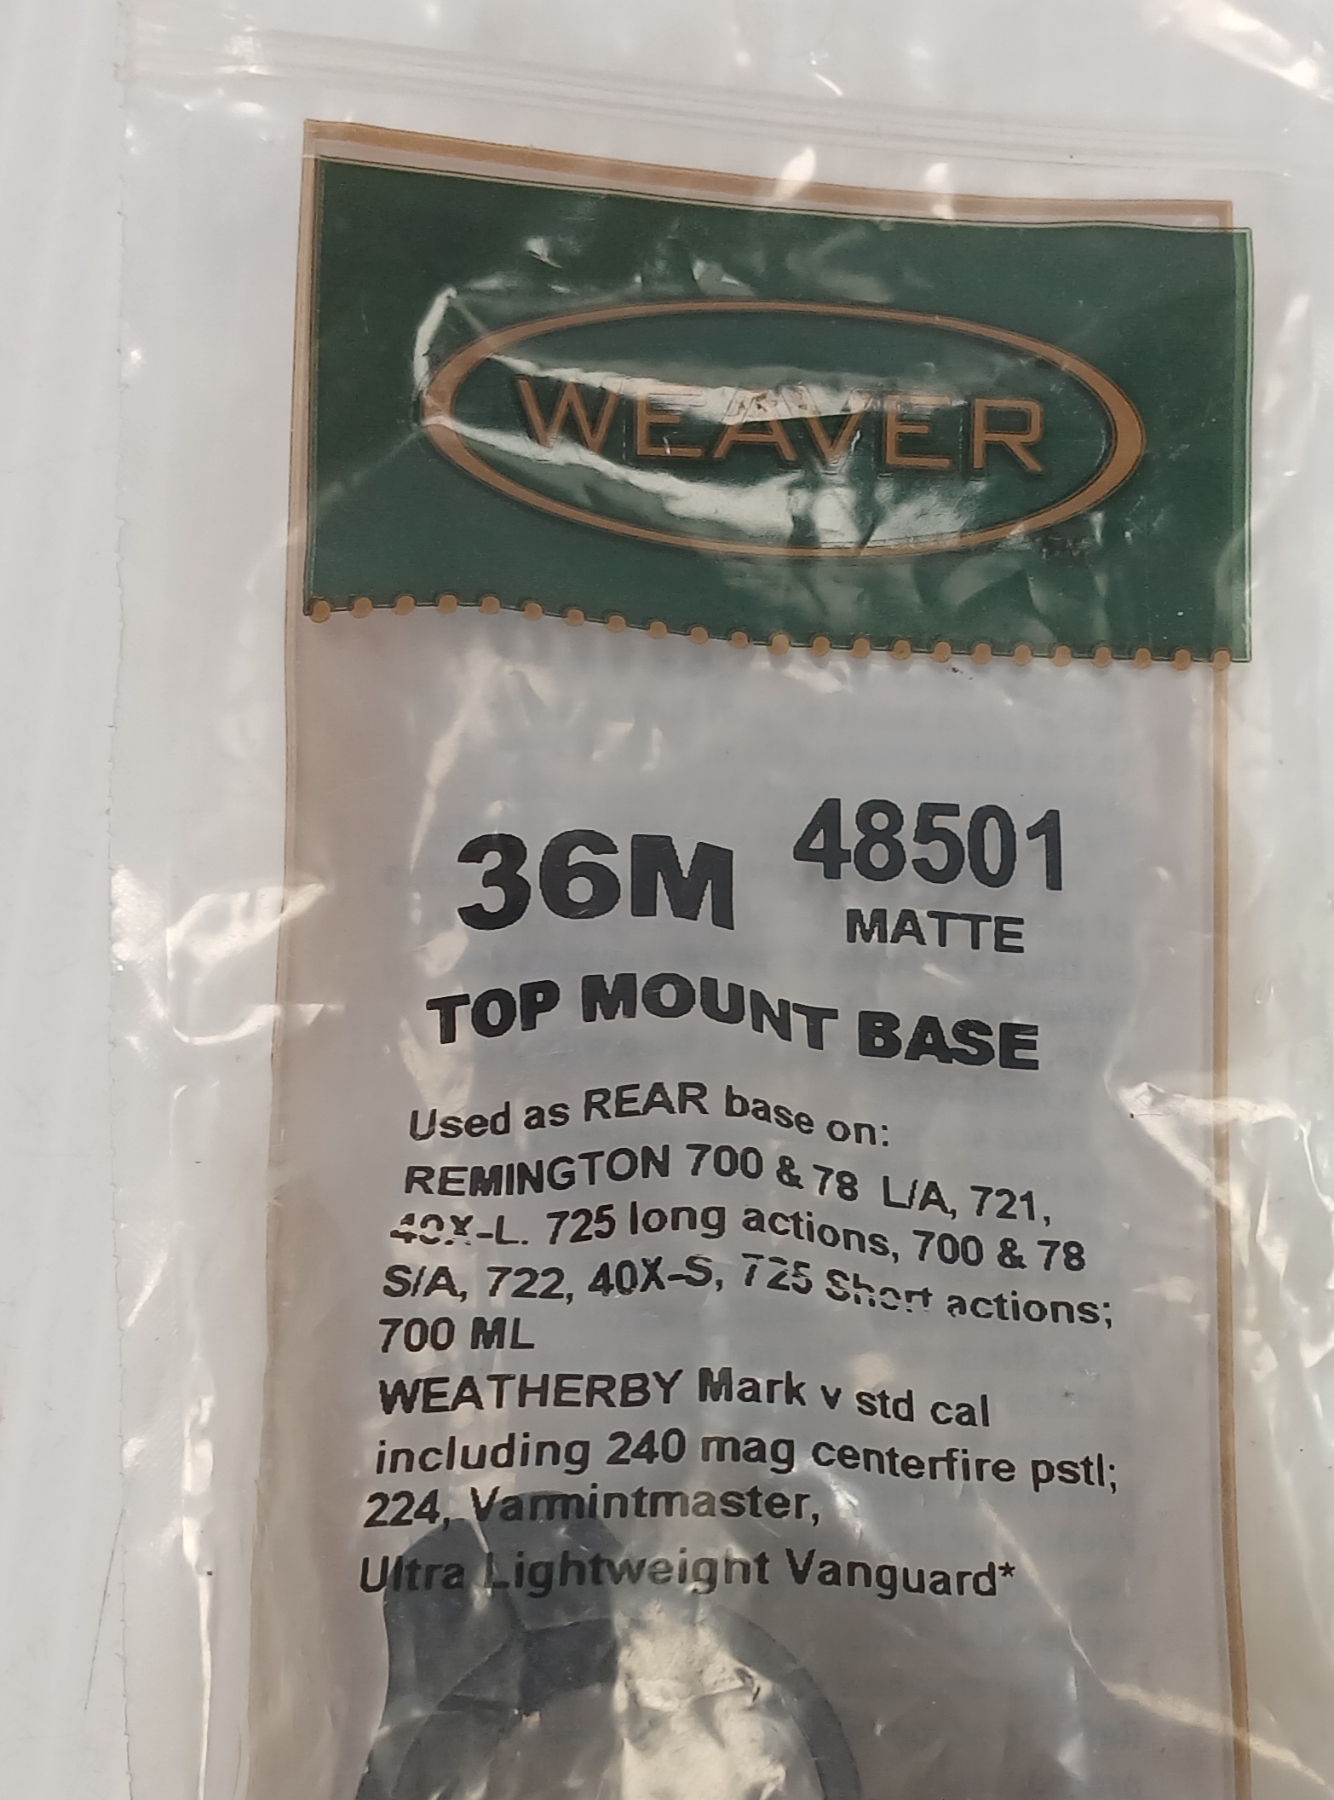 WEAVER
36M 48501
MATTE
TOP MOUNT BASE
Used as REAR base on:
REMINGTON 700 & 78 L/A, 721,
40X-L. 725 long actions, 700 & 78
S/A, 722, 40X-S, 725 Short actions;
700 ML
WEATHERBY Mark v std cal
including 240 mag centerfire pstl;
224, Varmintmaster,
Ultra Lightweight Vanguard*